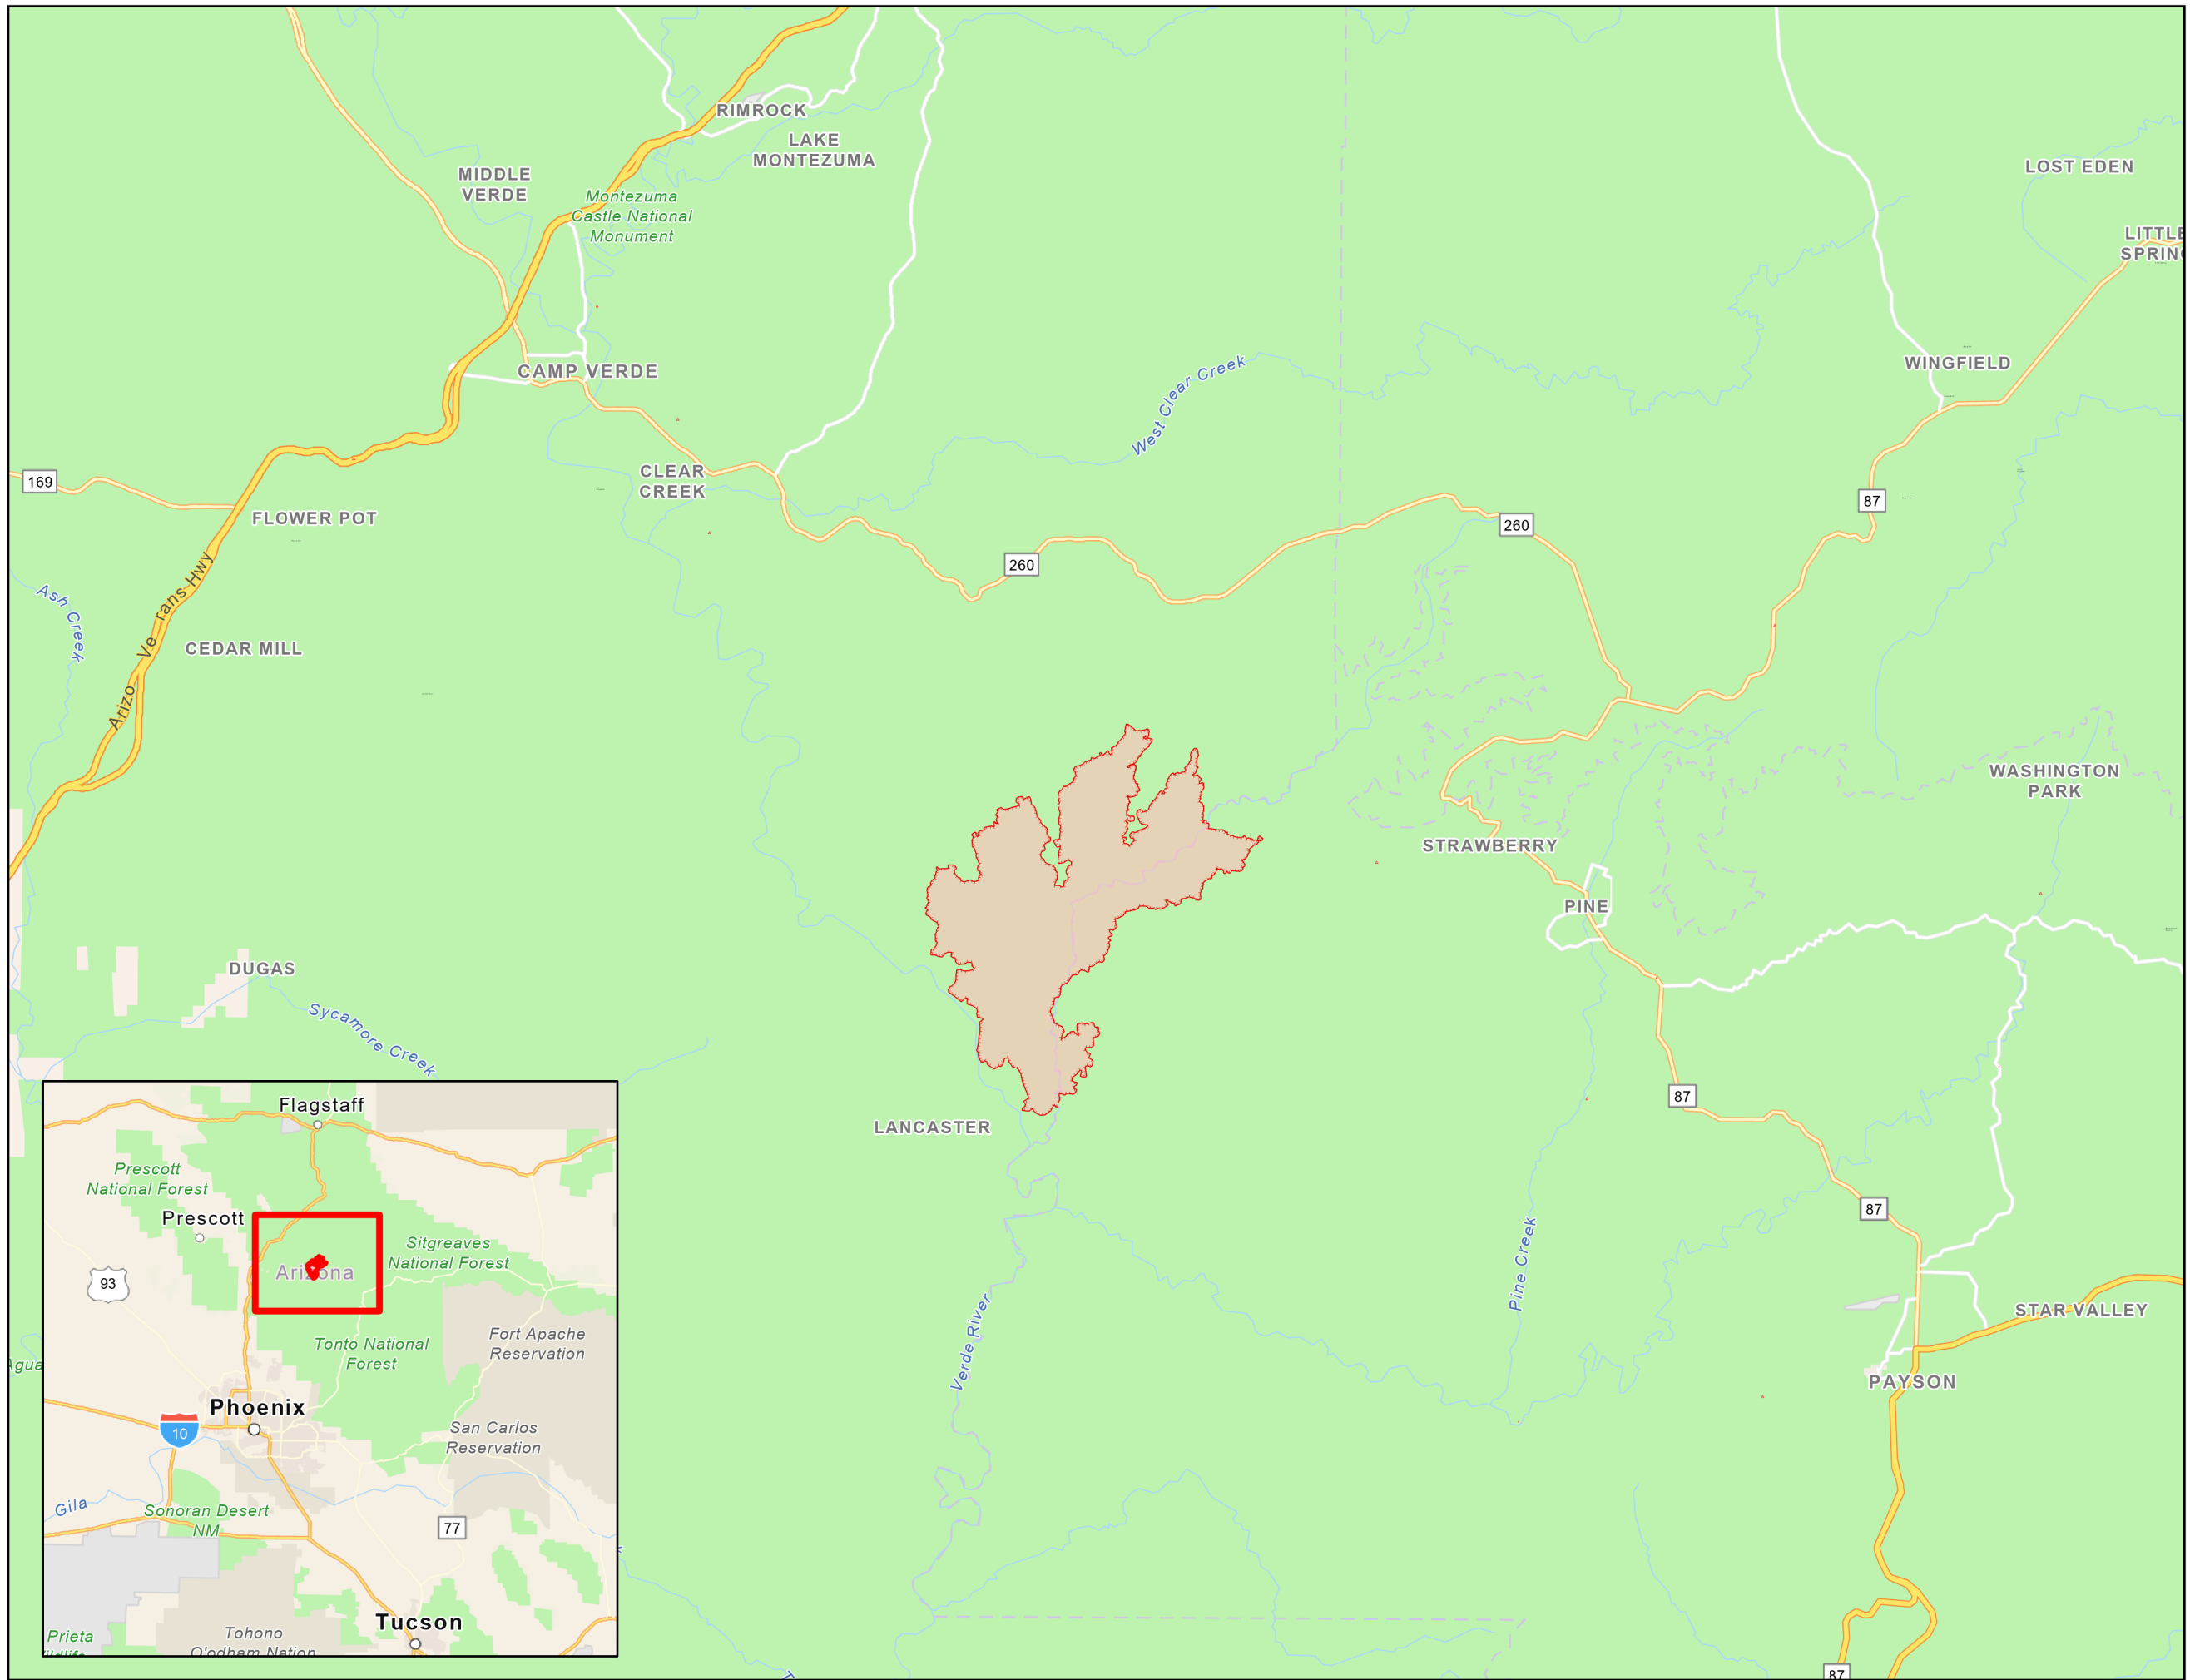 RIMROCK
LAKE
MONTEZUMA
MIDDLE
VERDE
Montezuma
Castle National
Monument
LOST EDEN
LITTLE
SPRING
WINGFIELD
CAMP VERDE
West Clear Creek
CLEAR
CREEK
169
87
FLOWER POT
260
260
Ash Creek
Arizo Ve rans Hwy
CEDAR MILL
WASHINGTON
PARK
STRAWBERRY
PINE
DUGAS
Sycamore Creek
87
LANCASTER
87
Pine Creek
Verde River
STAR VALLEY
PAYSON
87
Flagstaff
Prescott
National Forest
Prescott
Sitgreaves
National Forest
Arizona
93
Tonto National
Forest
Fort Apache
Reservation
Agua
Phoenix
10
San Carlos
Reservation
Gila
Sonoran Desert
NM
77
Tucson
Prieta
Tohono
O'odham Nation